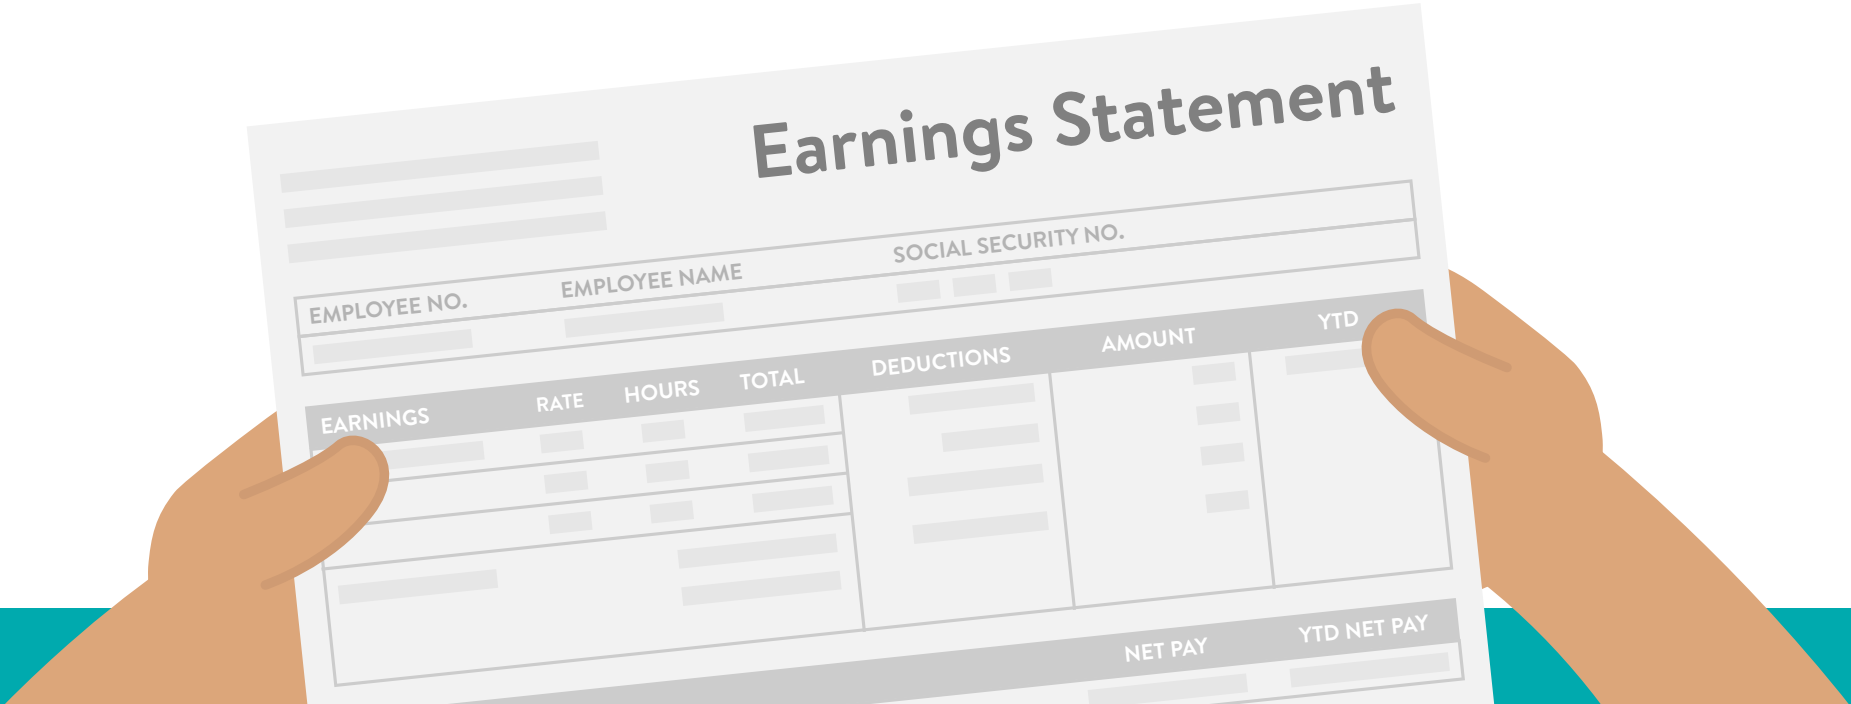 Earnings Statement
EMPLOYEE NO. EMPLOYEE NAME SOCIAL SECURITY NO.
EARNINGS RATE HOURS TOTAL DEDUCTIONS AMOUNT YTD
NET PAY YTD NET PAY